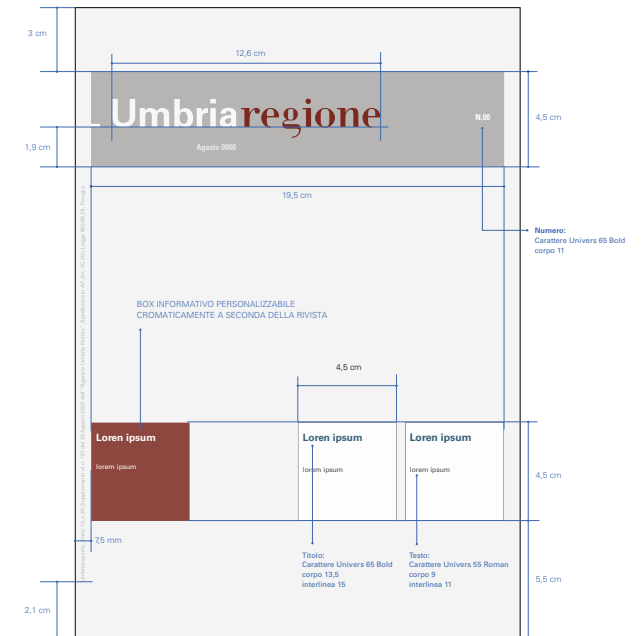 3 cm
12,6 cm
Umbriaregione
N.00
4,5 cm
1,9 cm
Agosto 0000
19,5 cm
Numero:
Carattere Univers 65 Bold
corpo 11
BOX INFORMATIVO PERSONALIZZABILE
CROMATICAMENTE A SECONDA DELLA RIVISTA
4,5 cm
Loren ipsum
Loren ipsum
Loren ipsum
lorem ipsum
lorem ipsum
lorem ipsum
4,5 cm
7,5 mm
Titolo:
Carattere Univers 65 Bold
corpo 13,5
interlinea 15
Testo:
Carattere Univers 55 Roman
corpo 9
interlinea 11
5,5 cm
2,1 cm